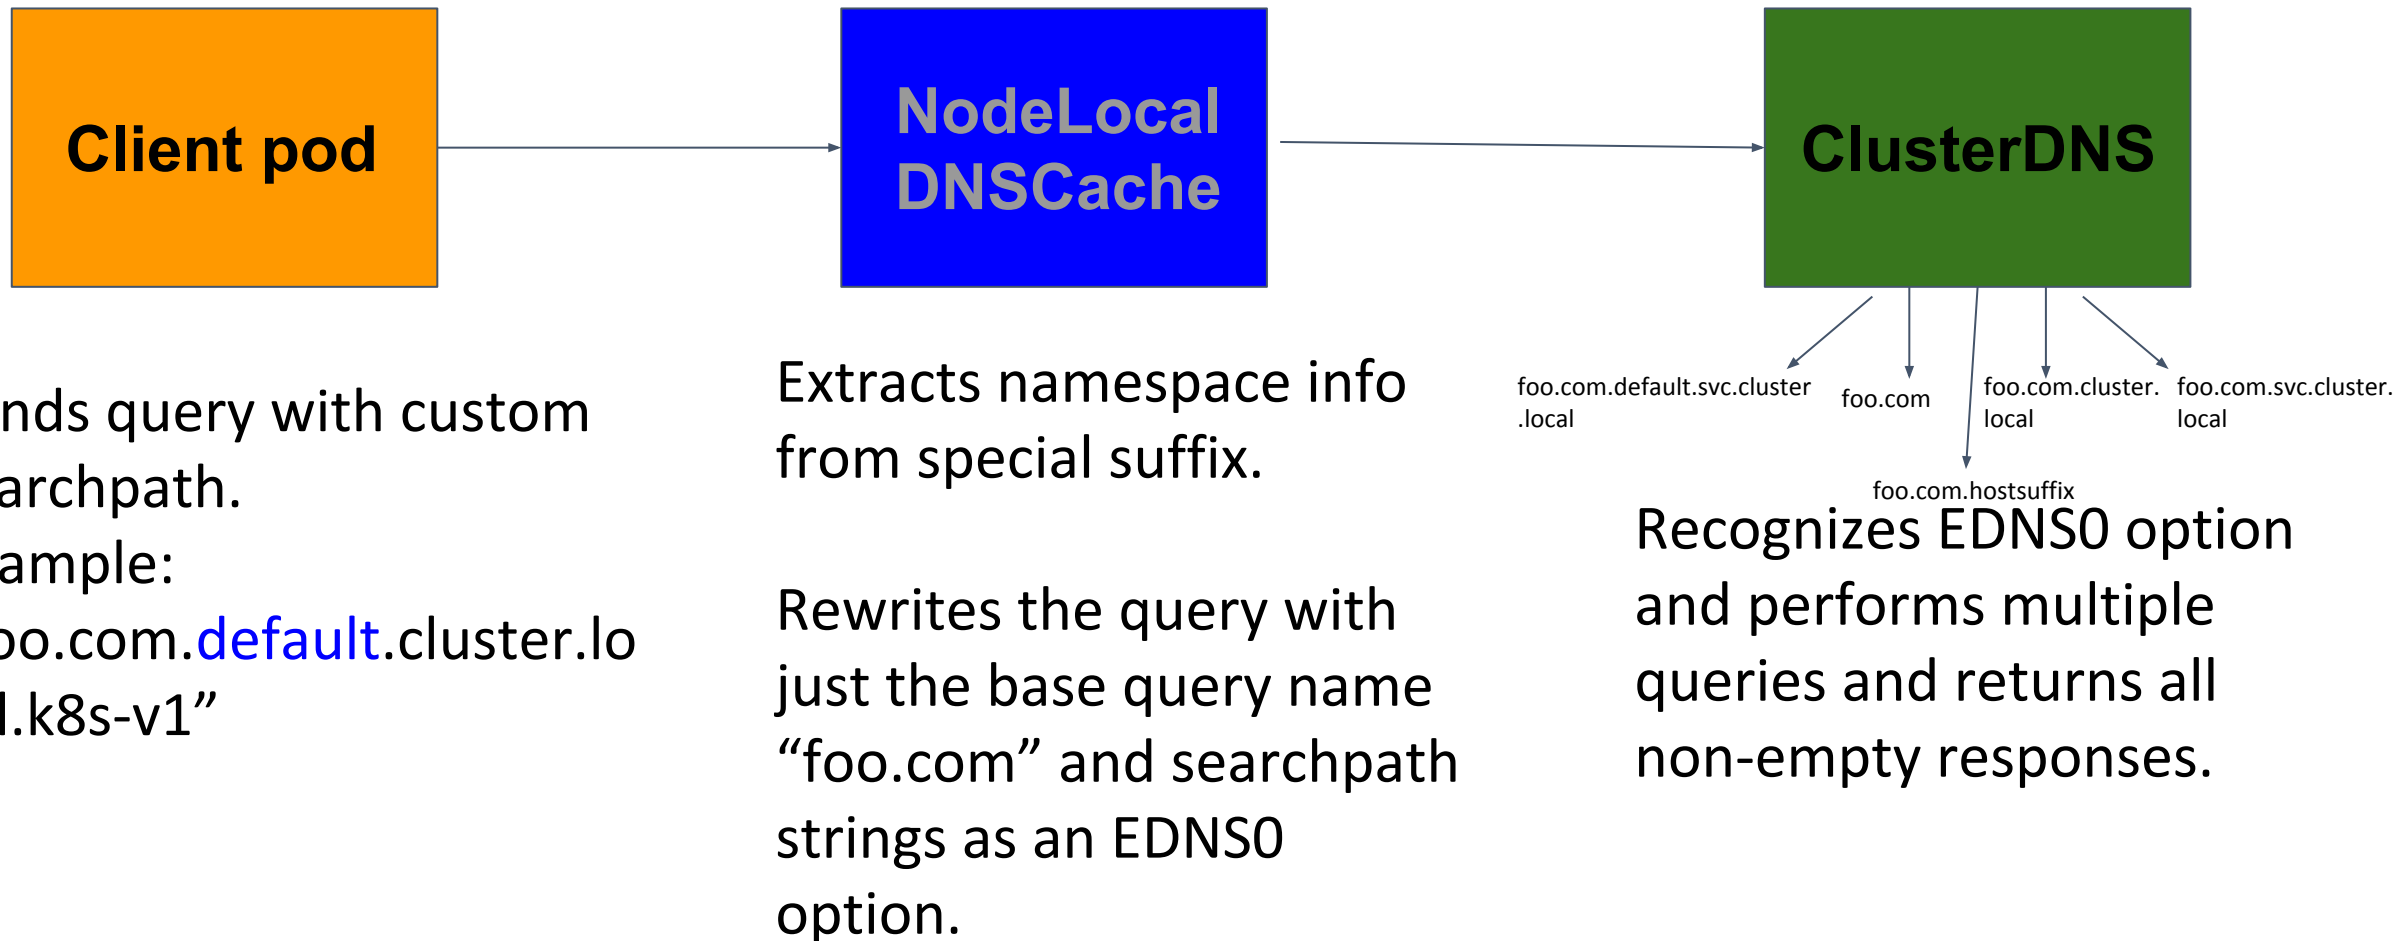 Client pod
NodeLocal
DNSCache
ClusterDNS
nds query with custom
archpath.
ample:
oo.com.default.cluster.lo
l.k8s-v1”
Extracts namespace info
from special suffix.
Rewrites the query with
just the base query name
“foo.com” and searchpath
strings as an EDNS0
option.
foo.com.default.svc.cluster
.local
foo.com
foo.com.cluster.
local
foo.com.svc.cluster.
local
foo.com.hostsuffix
Recognizes EDNS0 option
and performs multiple
queries and returns all
non-empty responses.